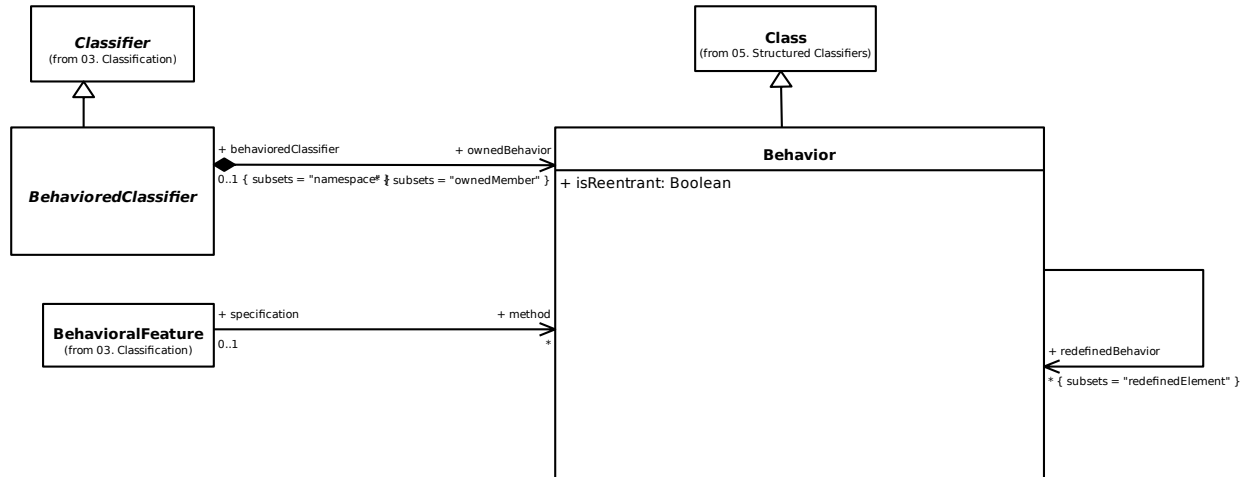 Classifier
(from 03. Classification)
Class
(from 05. Structured Classifiers)
+ behavioredClassifier
+ ownedBehavior
0..1 { subsets = "namespace" }
* { subsets = "ownedMember" }
BehavioredClassifier
Behavior
+ isReentrant: Boolean
BehavioralFeature
(from 03. Classification)
+ specification
+ method
0..1
*
+ redefinedBehavior
* { subsets = "redefinedElement" }